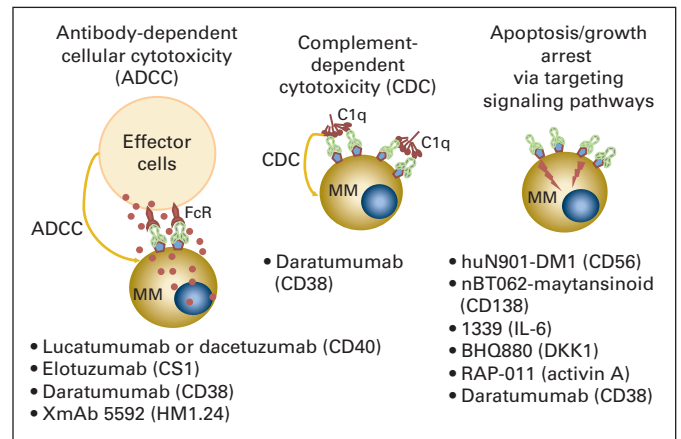 Antibody-dependent
cellular cytotoxicity
(ADCC)
Effector
cells
FcR
ADCC
MM
• Lucatumumab or dacetuzumab (CD40)
• Elotuzumab (CS1)
• Daratumumab (CD38)
• XmAb 5592 (HM1.24)
Complement-
dependent
cytotoxicity (CDC)
C1q
C1q
CDC
MM
• Daratumumab
(CD38)
Apoptosis/growth
arrest
via targeting
signaling pathways
MM
• huN901-DM1 (CD56)
• nBT062-maytansinoid
(CD138)
• 1339 (IL-6)
• BHQ880 (DKK1)
• RAP-011 (activin A)
• Daratumumab (CD38)